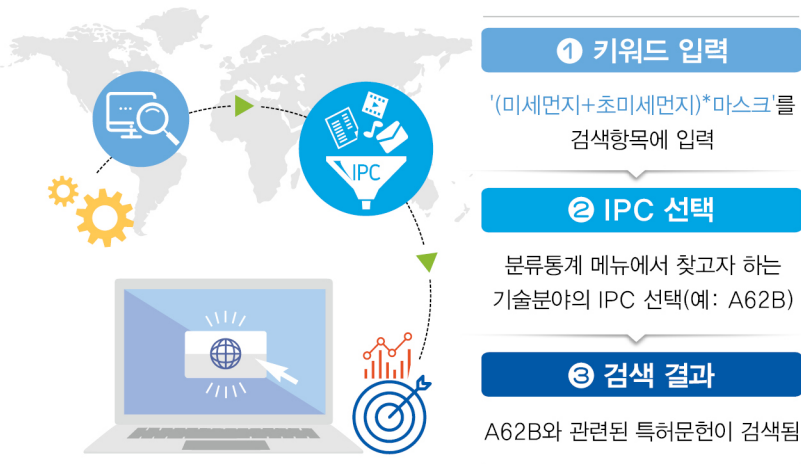 ❶ 키워드 입력
'(미세먼지+초미세먼지)*마스크'를
검색항목에 입력
IPC
❷ IPC 선택
분류통계 메뉴에서 찾고자 하는
기술분야의 IPC 선택(예: A62B)
❸ 검색 결과
A62B와 관련된 특허문헌이 검색됨